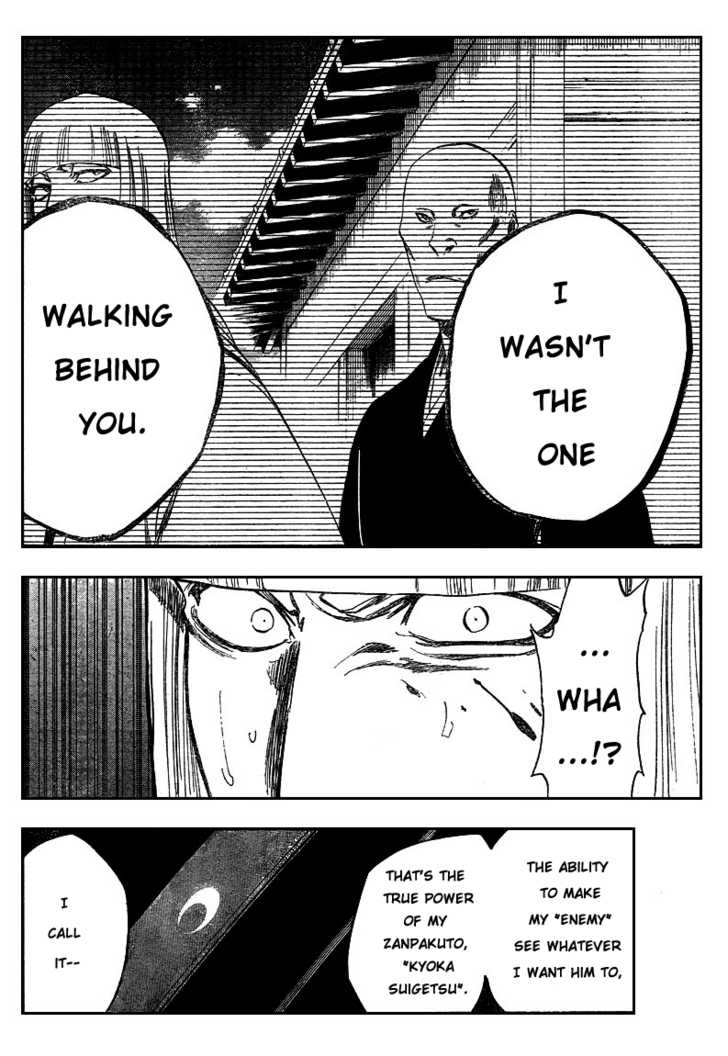 I
WASN'T
THE
ONE
WALKING
BEHIND
YOU.
...
WHA
...!?
THE ABILITY
TO MAKE
MY "ENEMY"
SEE WHATEVER
I WANT HIM TO,
THAT'S THE
TRUE POWER
OF MY
ZANPAKUTO,
"KYOKA
SUIGETSU".
I
CALL
IT--